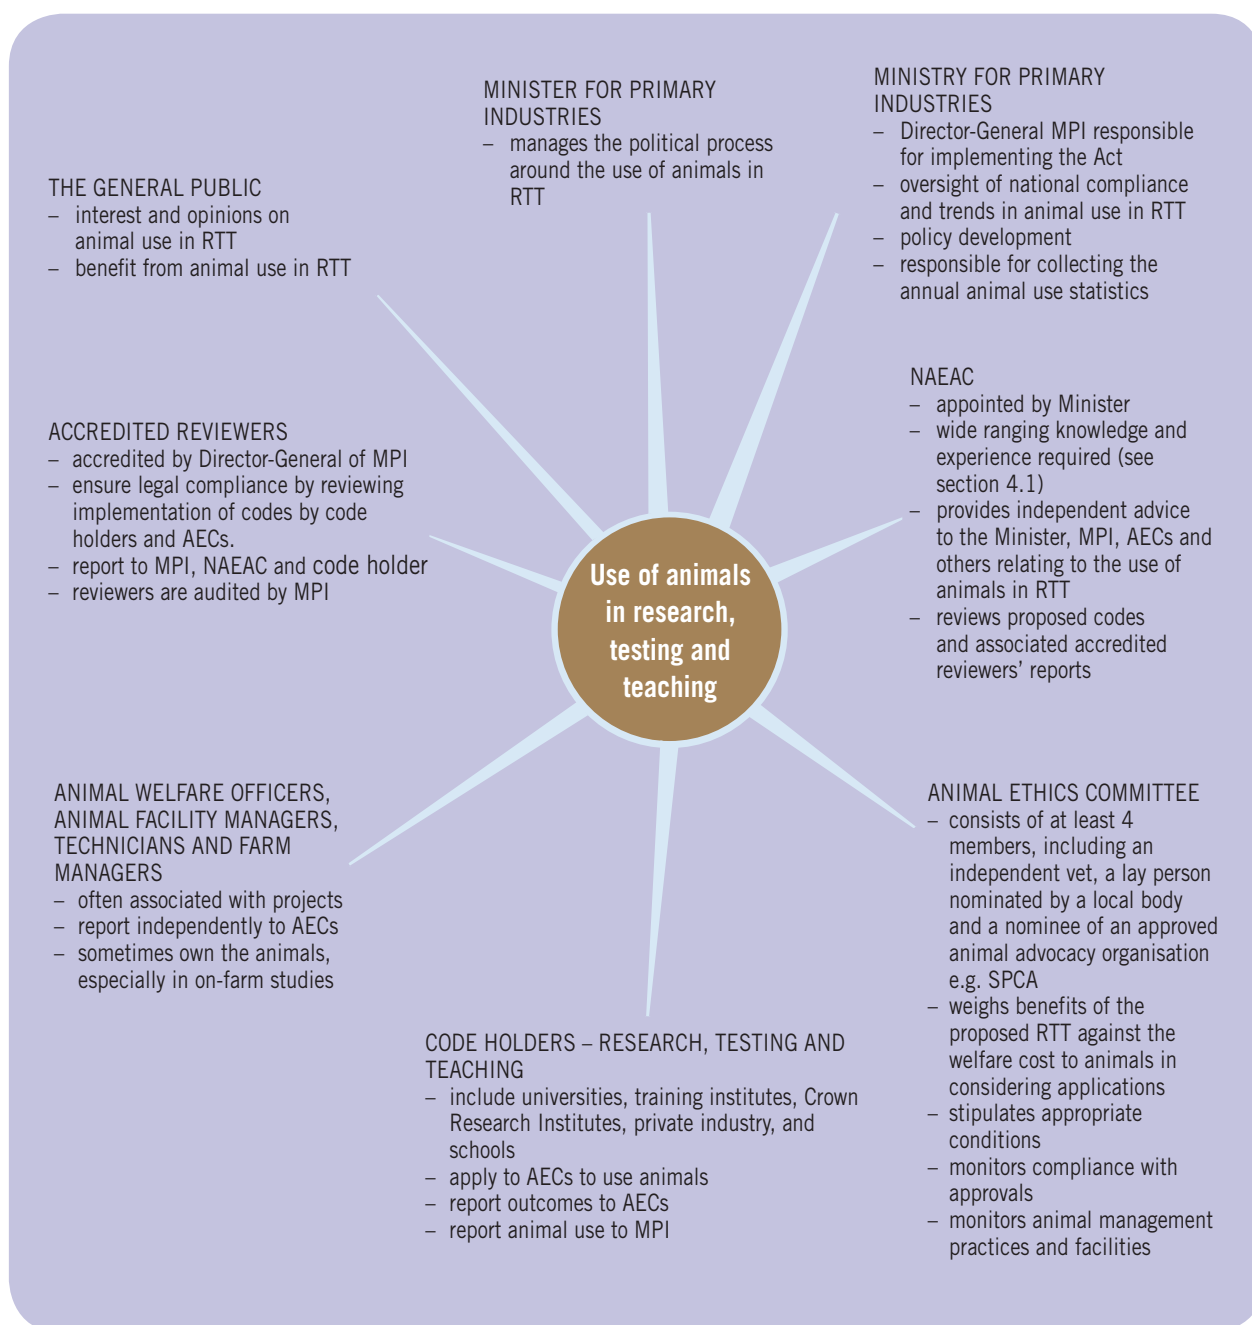 MINISTER FOR PRIMARY
INDUSTRIES
– manages the political process
around the use of animals in
RTT
MINISTRY FOR PRIMARY
INDUSTRIES
– Director-General MPI responsible
for implementing the Act
– oversight of national compliance
and trends in animal use in RTT
– policy development
– responsible for collecting the
annual animal use statistics
THE GENERAL PUBLIC
– interest and opinions on
animal use in RTT
– benefit from animal use in RTT
NAEAC
– appointed by Minister
– wide ranging knowledge and
experience required (see
section 4.1)
– provides independent advice
to the Minister, MPI, AECs and
others relating to the use of
animals in RTT
– reviews proposed codes
and associated accredited
reviewers' reports
ACCREDITED REVIEWERS
– accredited by Director-General of MPI
– ensure legal compliance by reviewing
implementation of codes by code
holders and AECs.
– report to MPI, NAEAC and code holder
– reviewers are audited by MPI
Use of animals
in research,
testing and
teaching
ANIMAL WELFARE OFFICERS,
ANIMAL FACILITY MANAGERS,
TECHNICIANS AND FARM
MANAGERS
– often associated with projects
– report independently to AECs
– sometimes own the animals,
especially in on-farm studies
ANIMAL ETHICS COMMITTEE
– consists of at least 4
members, including an
independent vet, a lay person
nominated by a local body
and a nominee of an approved
animal advocacy organisation
e.g. SPCA
– weighs benefits of the
proposed RTT against the
welfare cost to animals in
considering applications
– stipulates appropriate
conditions
– monitors compliance with
approvals
– monitors animal management
practices and facilities
CODE HOLDERS – RESEARCH, TESTING AND
TEACHING
– include universities, training institutes, Crown
Research Institutes, private industry, and
schools
– apply to AECs to use animals
– report outcomes to AECs
– report animal use to MPI